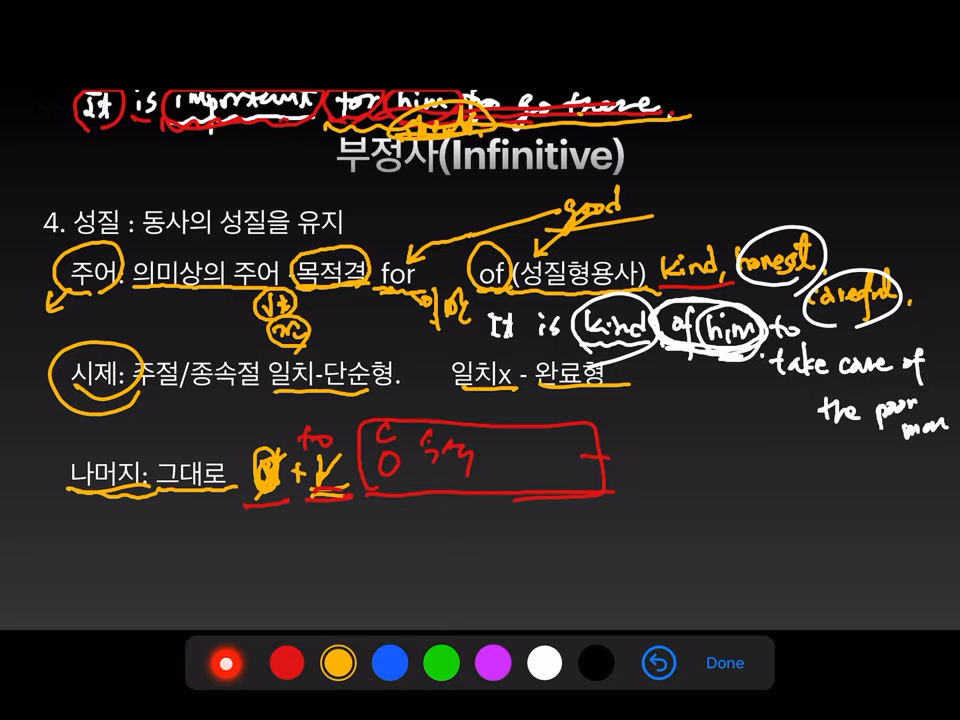 It is important for him to go there.
부정사(Infinitive)
4. 성질 : 동사의 성질을 유지
good
주어: 의미상의 주어 -목적격 for of (성질형용사) kind, honest, careful.
It is kind of him to
take care of
the poor
man
시제: 주절/종속절 일치-단순형. 일치x - 완료형
to
나머지: 그대로 + V C
O
Done